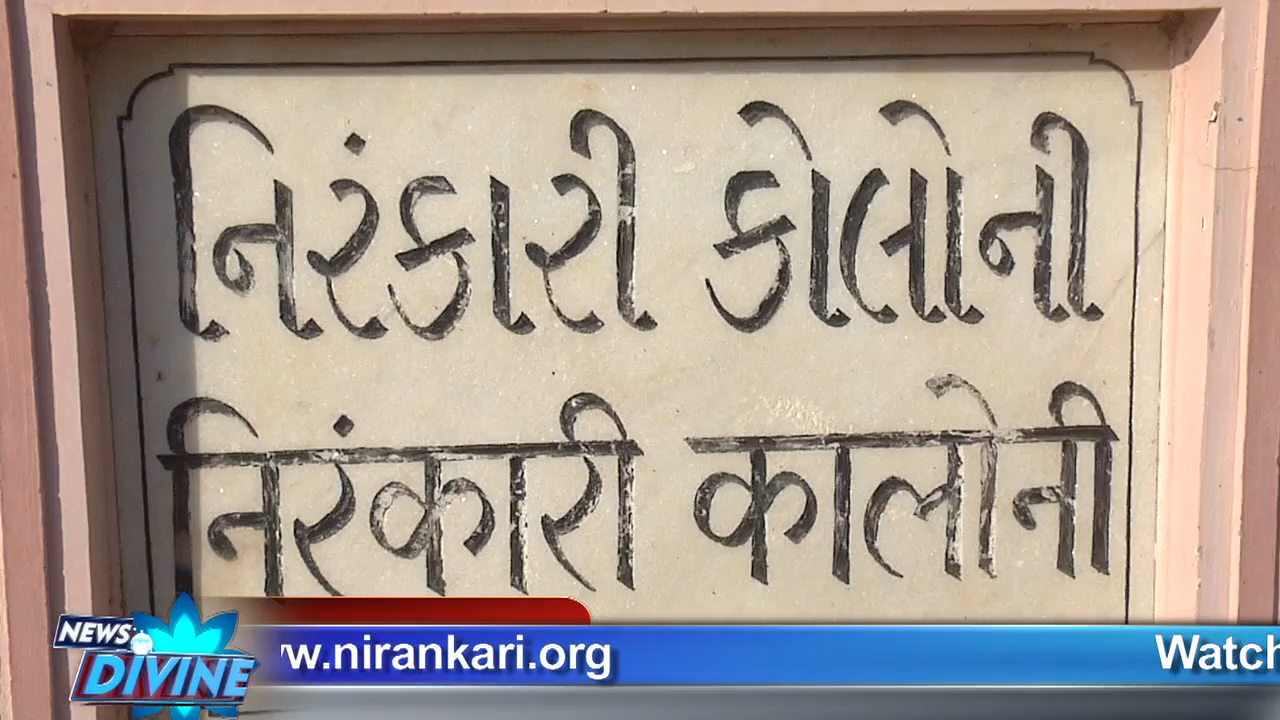 નિરંકારી કોલોની
निरंकारी कालोनी
NEWS
DIVINE
w.nirankari.org
Watch